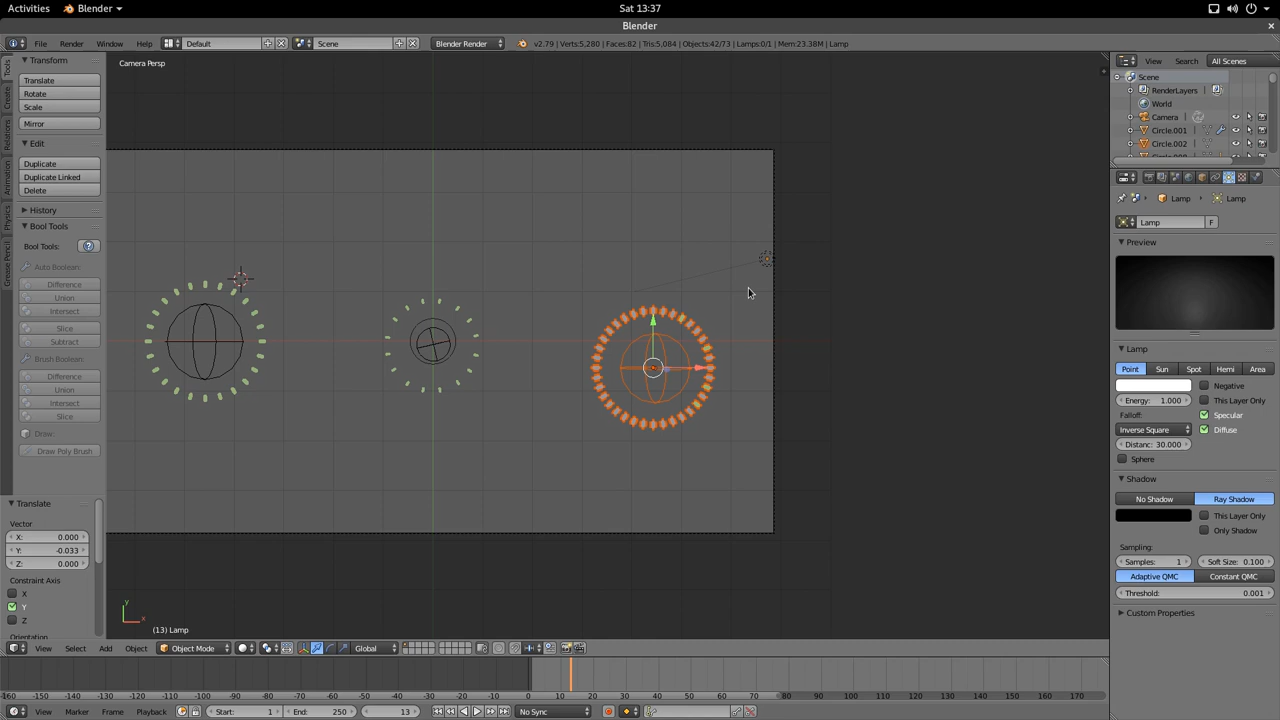 Activities Blender Sat 13:37
Blender
File Render Window Help Default Scene Blender Render v2.79 | Verts:5,280 | Faces:82 | Tris:5,084 | Objects:42/73 | Lamps:0/1 | Mem:23.38M | Lamp
View Search All Scenes
Tools
Create
Relations
Animation
Physics
Grease Pencil
Transform
Translate
Rotate
Scale
Mirror
Edit
Duplicate
Duplicate Linked
Delete
History
Bool Tools
Bool Tools:
Auto Boolean:
Difference
Union
Intersect
Slice
Subtract
Brush Boolean:
Difference
Union
Intersect
Slice
Draw:
Draw Poly Brush
Translate
Vector
X: 0.000
Y: -0.033
Z: 0.000
Constraint Axis
X
Y
Z
Orientation
Camera Persp
y
x
(13) Lamp
Scene
RenderLayers
World
Camera
Circle.001
Circle.002
Lamp Lamp
Lamp F
Preview
Lamp
Point Sun Spot Hemi Area
Negative
Energy: 1.000 This Layer Only
Falloff: Specular
Inverse Square Diffuse
Distanc: 30.000
Sphere
Shadow
No Shadow Ray Shadow
This Layer Only
Only Shadow
Sampling:
Samples: 1 Soft Size: 0.100
Adaptive QMC Constant QMC
Threshold: 0.001
Custom Properties
View Select Add Object Object Mode Global
-160 -150 -140 -130 -120 -110 -100 -90 -80 -70 -60 -50 -40 -30 -20 -10 0 10 20 30 40 50 60 70 80 90 100 110 120 130 140 150 160 170
View Marker Frame Playback Start: 1 End: 250 13 No Sync